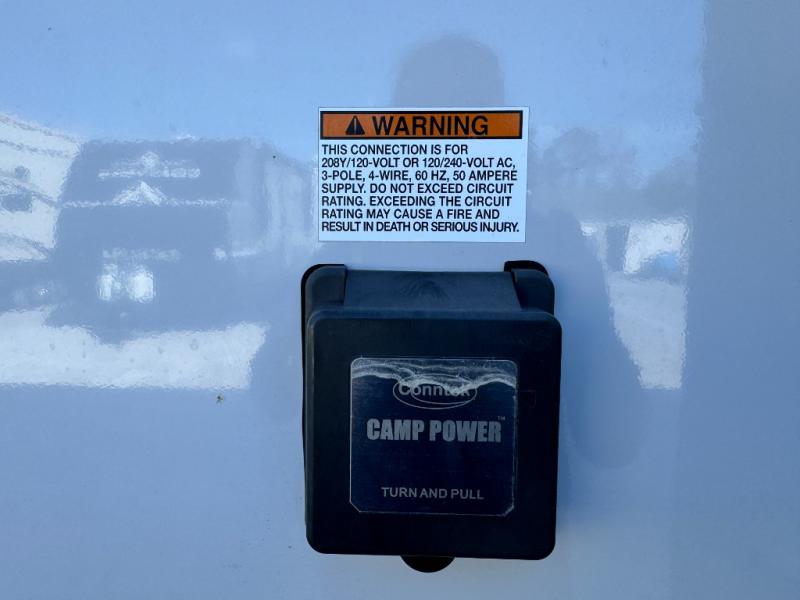 WARNING
THIS CONNECTION IS FOR
208Y/120-VOLT OR 120/240-VOLT AC,
3-POLE, 4-WIRE, 60 HZ, 50 AMPERE
SUPPLY. DO NOT EXCEED CIRCUIT
RATING. EXCEEDING THE CIRCUIT
RATING MAY CAUSE A FIRE AND
RESULT IN DEATH OR SERIOUS INJURY.
Conntek
CAMP POWER™
TURN AND PULL